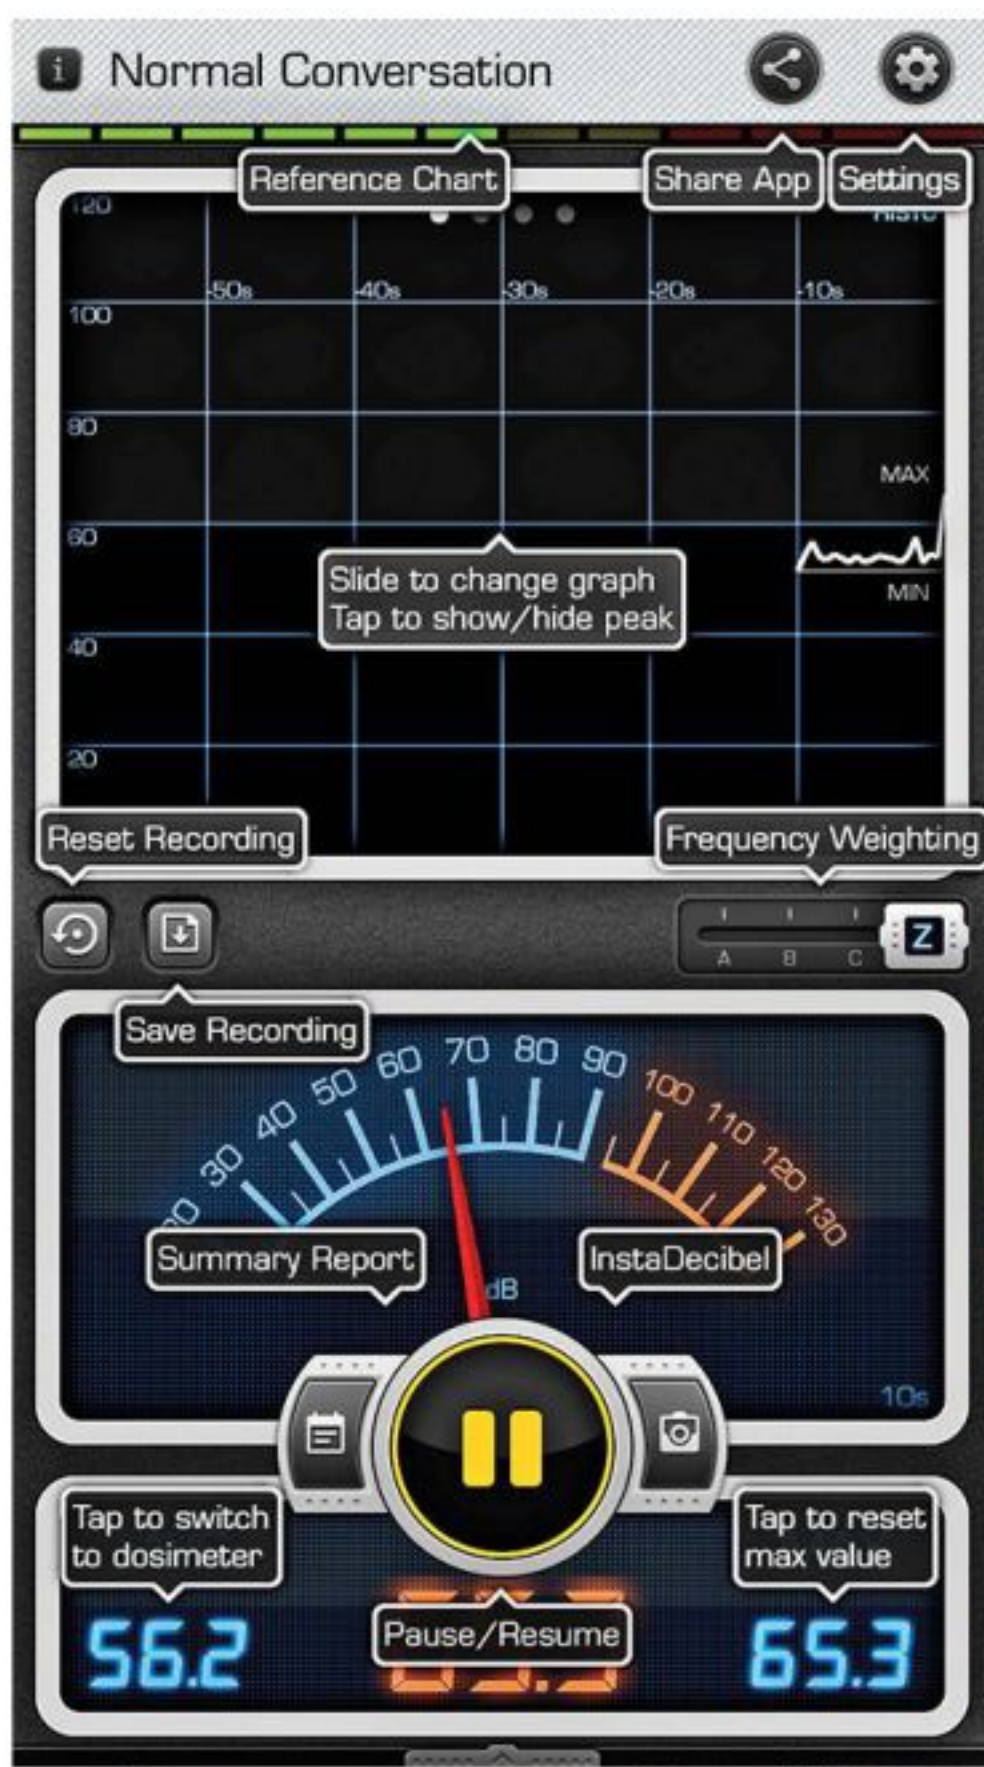 i Normal Conversation
Reference Chart
Share App
Settings
120
-50s
-40s
-30s
-20s
-10s
100
80
MAX
60
Slide to change graph
Tap to show/hide peak
MIN
40
20
Reset Recording
Frequency Weighting
A B C Z
Save Recording
30 40 50 60 70 80 90 100 110 120 130
Summary Report
InstaDecibel
dB
10s
Tap to switch
to dosimeter
Tap to reset
max value
56.2
Pause/Resume
65.3